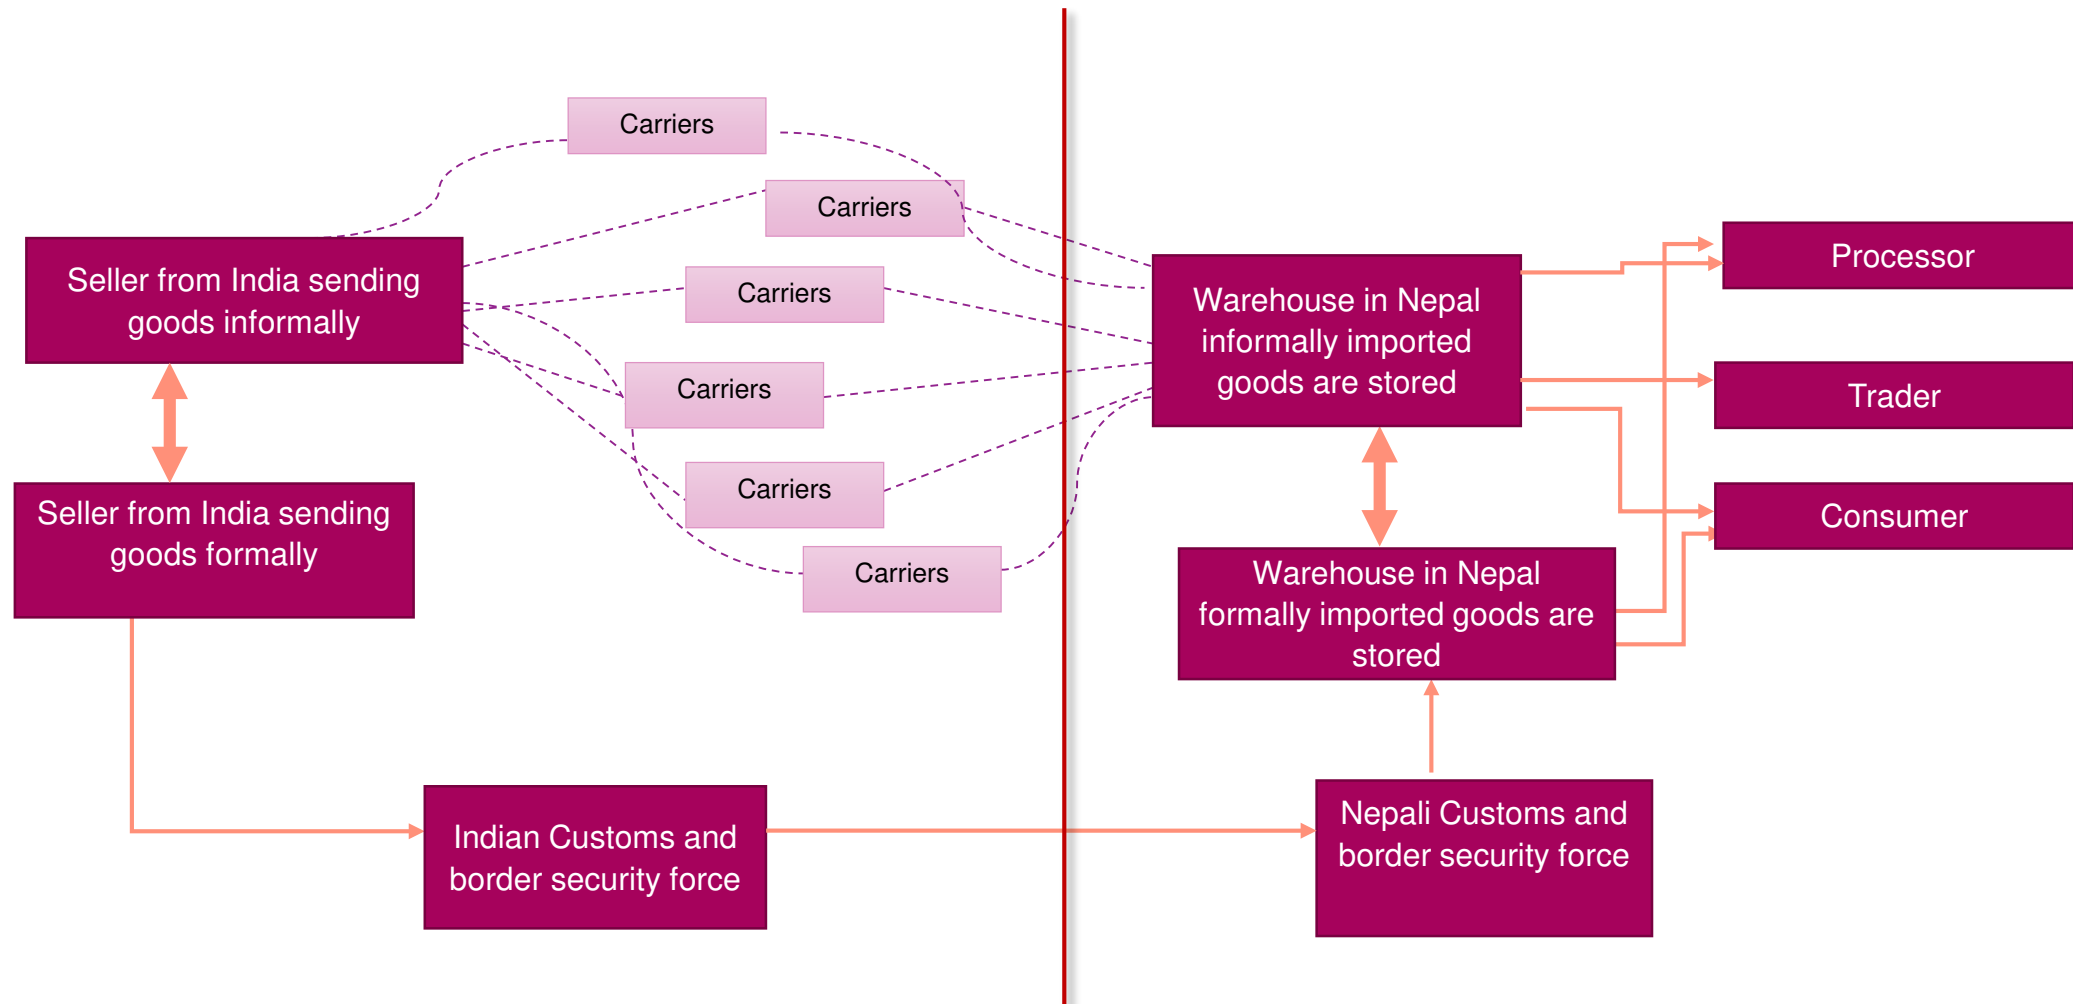 Carriers
Carriers
Seller from India sending
goods informally
Carriers
Carriers
Carriers
Carriers
Seller from India sending
goods formally
Indian Customs and
border security force
Warehouse in Nepal
informally imported
goods are stored
Warehouse in Nepal
formally imported goods are
stored
Nepali Customs and
border security force
Processor
Trader
Consumer